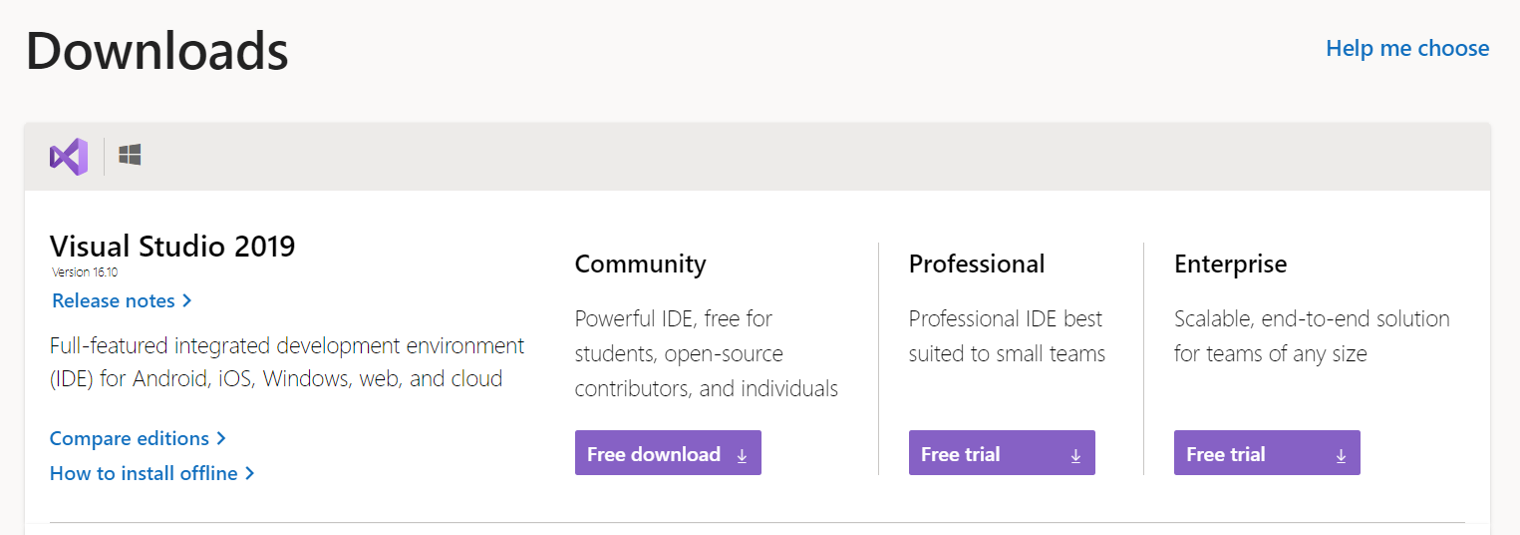 Downloads
Help me choose
Visual Studio 2019
Version 16.10
Release notes
Full-featured integrated development environment
(IDE) for Android, iOS, Windows, web, and cloud
Compare editions
How to install offline
Community
Powerful IDE, free for
students, open-source
contributors, and individuals
Free download
Professional
Professional IDE best
suited to small teams
Free trial
Enterprise
Scalable, end-to-end solution
for teams of any size
Free trial